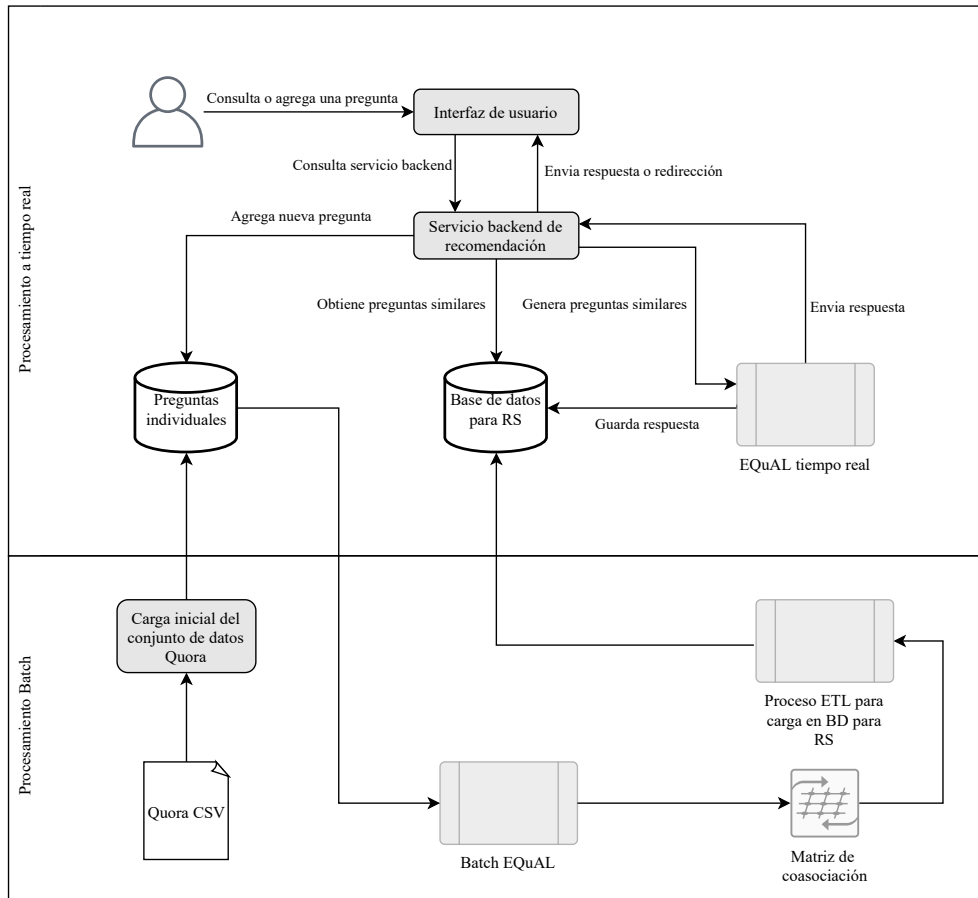 Procesamiento a tiempo real
Consulta o agrega una pregunta
Interfaz de usuario
Consulta servicio backend
Envia respuesta o redirección
Agrega nueva pregunta
Servicio backend de
recomendación
Obtiene preguntas similares
Genera preguntas similares
Envia respuesta
Preguntas
individuales
Base de datos
para RS
Guarda respuesta
EQuAL tiempo real
Procesamiento Batch
Carga inicial del
conjunto de datos
Quora
Proceso ETL para
carga en BD para
RS
Quora CSV
Batch EQuAL
Matriz de
coasociación